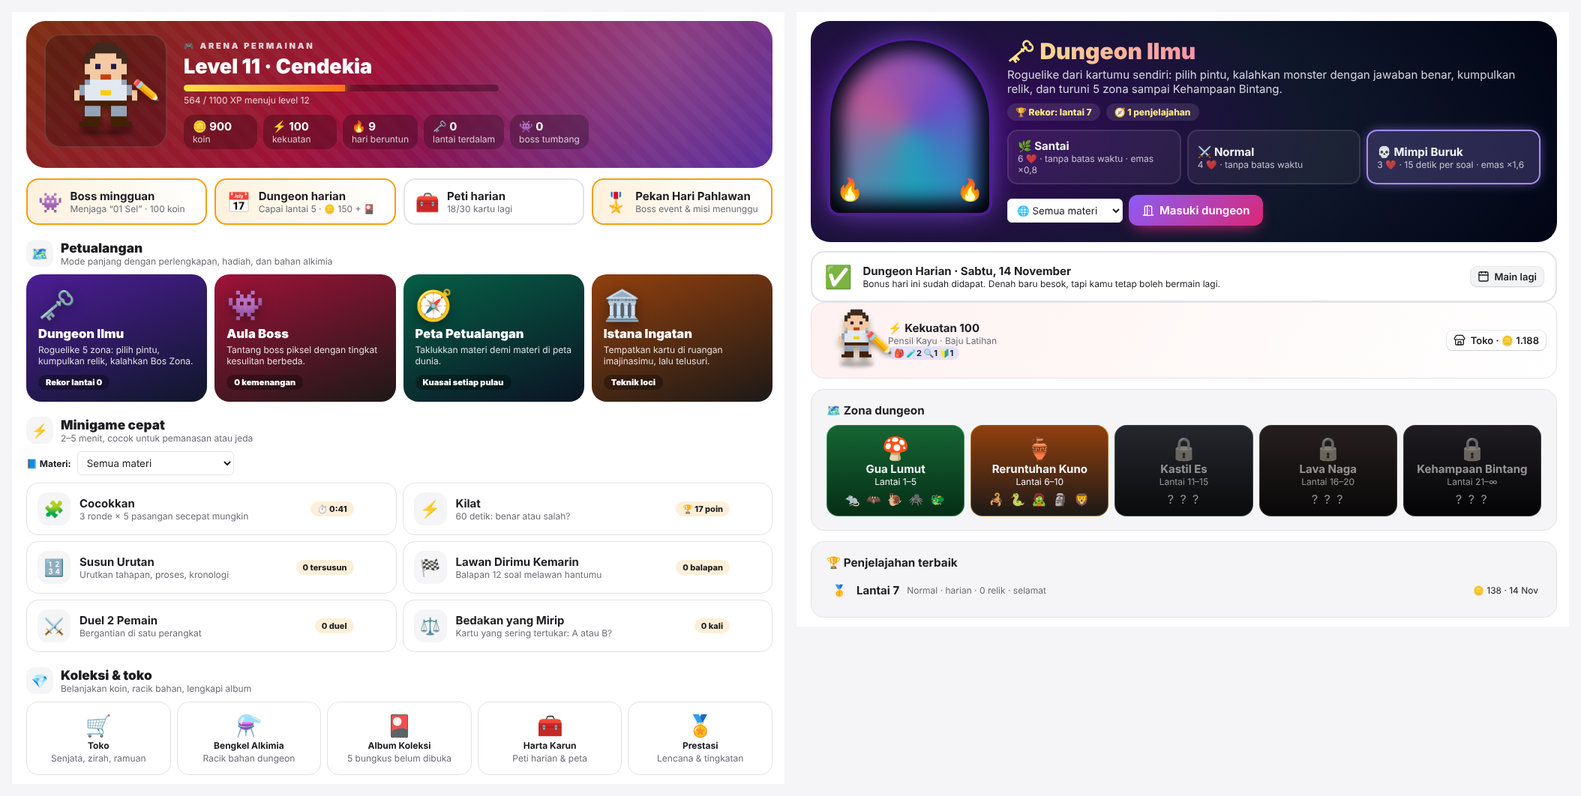 ARENA PERMAINAN
Level 11 · Cendekia
564 / 1100 XP menuju level 12
900
koin
100
kekuatan
9
hari beruntun
0
lantai terdalam
0
boss tumbang
Boss mingguan
Menjaga "01 Sel" · 100 koin
Dungeon harian
Capai lantai 5 · 🪙 150 + 🎴
Peti harian
18/30 kartu lagi
Pekan Hari Pahlawan
Boss event & misi menunggu
Petualangan
Mode panjang dengan perlengkapan, hadiah, dan bahan alkimia
Dungeon Ilmu
Roguelike 5 zona: pilih pintu,
kumpulkan relik, kalahkan Bos Zona.
Rekor lantai 0
Aula Boss
Tantang boss piksel dengan tingkat
kesulitan berbeda.
0 kemenangan
Peta Petualangan
Taklukkan materi demi materi di peta
dunia.
Kuasai setiap pulau
Istana Ingatan
Tempatkan kartu di ruangan
imajinasimu, lalu telusuri.
Teknik loci
Minigame cepat
2–5 menit, cocok untuk pemanasan atau jeda
Materi: Semua materi
Cocokkan
3 ronde × 5 pasangan secepat mungkin
0:41
Kilat
60 detik: benar atau salah?
17 poin
Susun Urutan
Urutkan tahapan, proses, kronologi
0 tersusun
Lawan Dirimu Kemarin
Balapan 12 soal melawan hantumu
0 balapan
Duel 2 Pemain
Bergantian di satu perangkat
0 duel
Bedakan yang Mirip
Kartu yang sering tertukar: A atau B?
0 kali
Koleksi & toko
Belanjakan koin, racik bahan, lengkapi album
Toko
Senjata, zirah, ramuan
Bengkel Alkimia
Racik bahan dungeon
Album Koleksi
5 bungkus belum dibuka
Harta Karun
Peti harian & peta
Prestasi
Lencana & tingkatan
Dungeon Ilmu
Roguelike dari kartumu sendiri: pilih pintu, kalahkan monster dengan jawaban benar, kumpulkan
relik, dan turuni 5 zona sampai Kehampaan Bintang.
Rekor: lantai 7
1 penjelajahan
Santai
6 ❤️ · tanpa batas waktu · emas
×0,8
Normal
4 ❤️ · tanpa batas waktu
Mimpi Buruk
3 ❤️ · 15 detik per soal · emas ×1,6
Semua materi
Masuki dungeon
Dungeon Harian · Sabtu, 14 November
Bonus hari ini sudah didapat. Denah baru besok, tapi kamu tetap boleh bermain lagi.
Main lagi
Kekuatan 100
Pensil Kayu · Baju Latihan
2 1 1
Toko · 🪙 1.188
Zona dungeon
Gua Lumut
Lantai 1–5
Reruntuhan Kuno
Lantai 6–10
Kastil Es
Lantai 11–15
? ? ?
Lava Naga
Lantai 16–20
? ? ?
Kehampaan Bintang
Lantai 21–∞
? ? ?
Penjelajahan terbaik
Lantai 7 Normal · harian · 0 relik · selamat
138 · 14 Nov